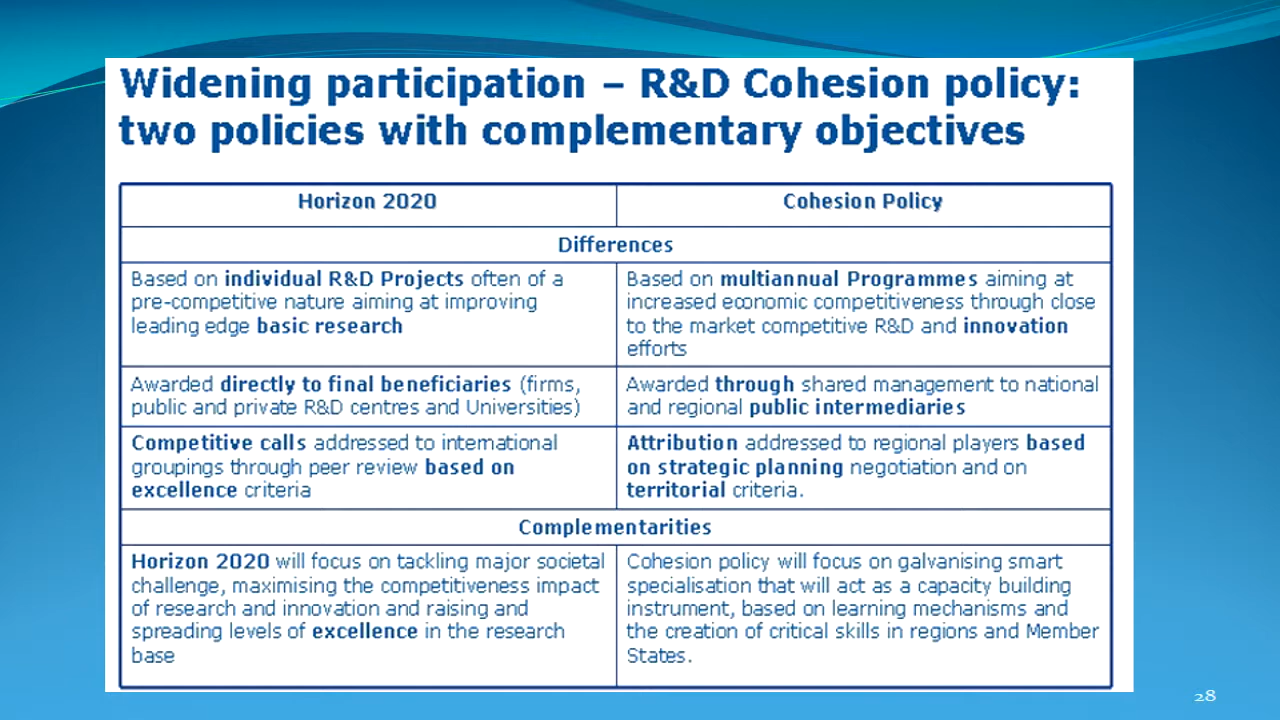 Widening participation – R&D Cohesion policy:
two policies with complementary objectives
Horizon 2020
Cohesion Policy
Differences
Based on individual R&D Projects often of a
pre-competitive nature aiming at improving
leading edge basic research
Based on multiannual Programmes aiming at
increased economic competitiveness through close
to the market competitive R&D and innovation
efforts
Awarded directly to final beneficiaries (firms,
public and private R&D centres and Universities)
Awarded through shared management to national
and regional public intermediaries
Competitive calls addressed to international
groupings through peer review based on
excellence criteria
Attribution addressed to regional players based
on strategic planning negotiation and on
territorial criteria.
Complementarities
Horizon 2020 will focus on tackling major societal
challenge, maximising the competitiveness impact
of research and innovation and raising and
spreading levels of excellence in the research
base
Cohesion policy will focus on galvanising smart
specialisation that will act as a capacity building
instrument, based on learning mechanisms and
the creation of critical skills in regions and Member
States.
28